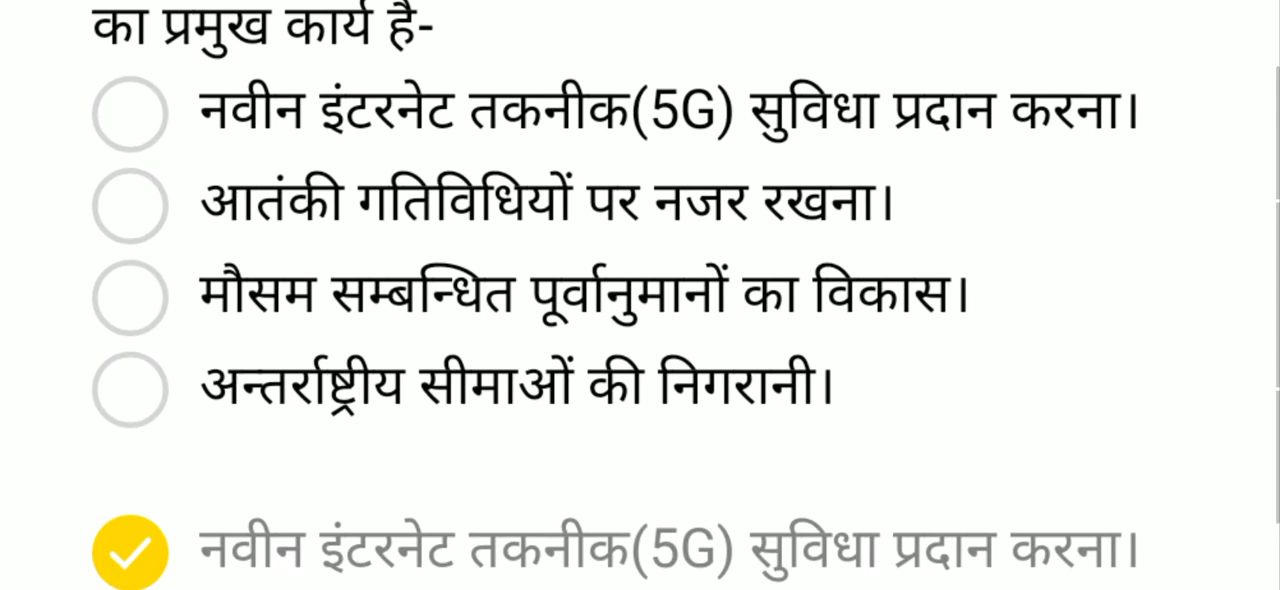 का प्रमुख कार्य है-
नवीन इंटरनेट तकनीक(5G) सुविधा प्रदान करना।
आतंकी गतिविधियों पर नजर रखना।
मौसम सम्बन्धित पूर्वानुमानों का विकास।
अन्तर्राष्ट्रीय सीमाओं की निगरानी।
नवीन इंटरनेट तकनीक(5G) सुविधा प्रदान करना।